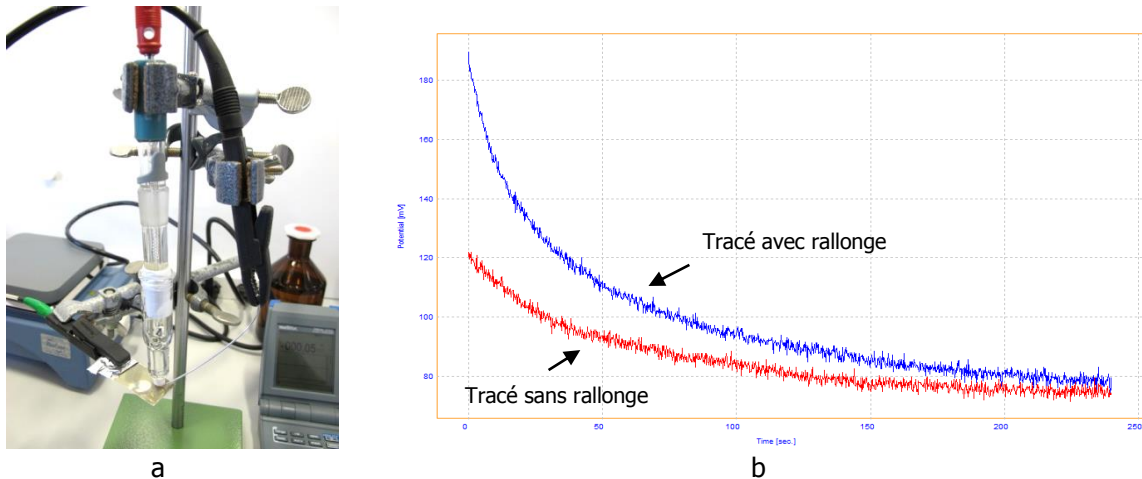 180
160
140
120
100
80
Potential [mV]
Tracé avec rallonge
Tracé sans rallonge
0
50
100
150
200
250
Time [sec.]
a
b